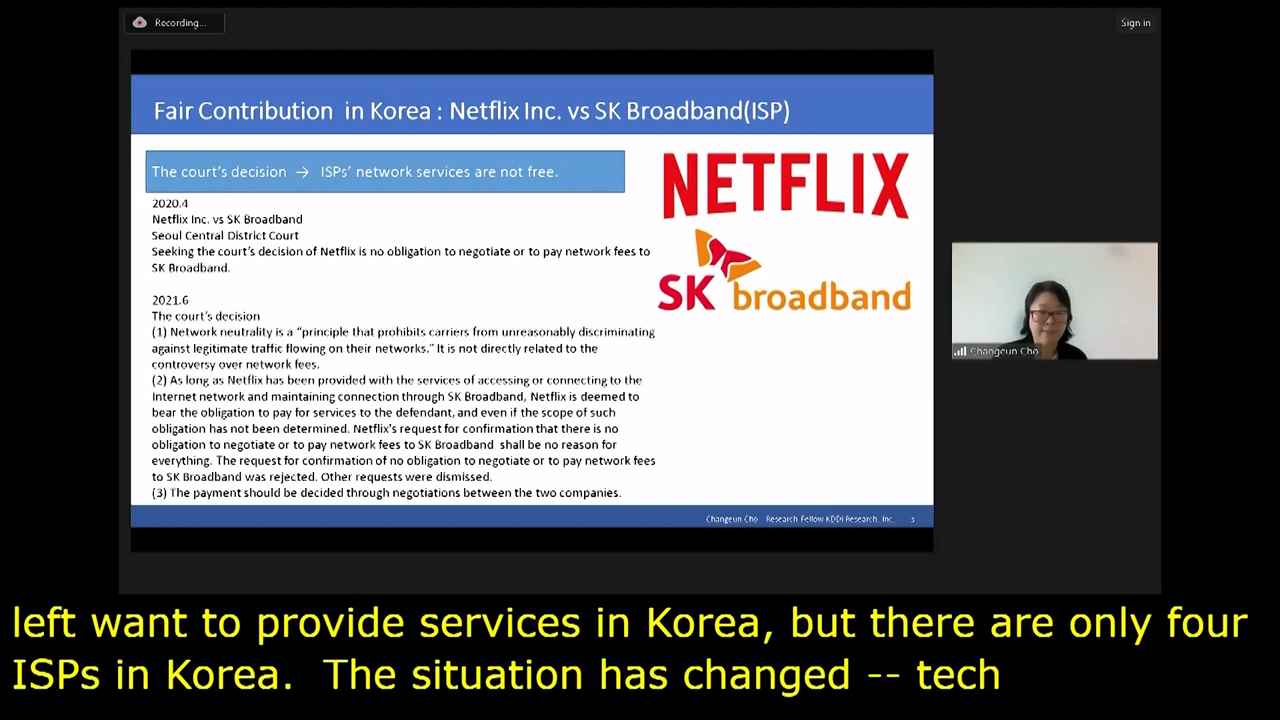 Recording...
Sign in
Fair Contribution in Korea : Netflix Inc. vs SK Broadband(ISP)
The court's decision → ISPs' network services are not free.
2020.4
Netflix Inc. vs SK Broadband
Seoul Central District Court
Seeking the court's decision of Netflix is no obligation to negotiate or to pay network fees to
SK Broadband.
2021.6
The court's decision
(1) Network neutrality is a "principle that prohibits carriers from unreasonably discriminating
against legitimate traffic flowing on their networks." It is not directly related to the
controversy over network fees.
(2) As long as Netflix has been provided with the services of accessing or connecting to the
Internet network and maintaining connection through SK Broadband, Netflix is deemed to
bear the obligation to pay for services to the defendant, and even if the scope of such
obligation has not been determined. Netflix's request for confirmation that there is no
obligation to negotiate or to pay network fees to SK Broadband shall be no reason for
everything. The request for confirmation of no obligation to negotiate or to pay network fees
to SK Broadband was rejected. Other requests were dismissed.
(3) The payment should be decided through negotiations between the two companies.
NETFLIX
SK broadband
Changeun Cho
Changeun Cho Research Fellow KDDI Research, Inc. 3
left want to provide services in Korea, but there are only four
ISPs in Korea. The situation has changed -- tech